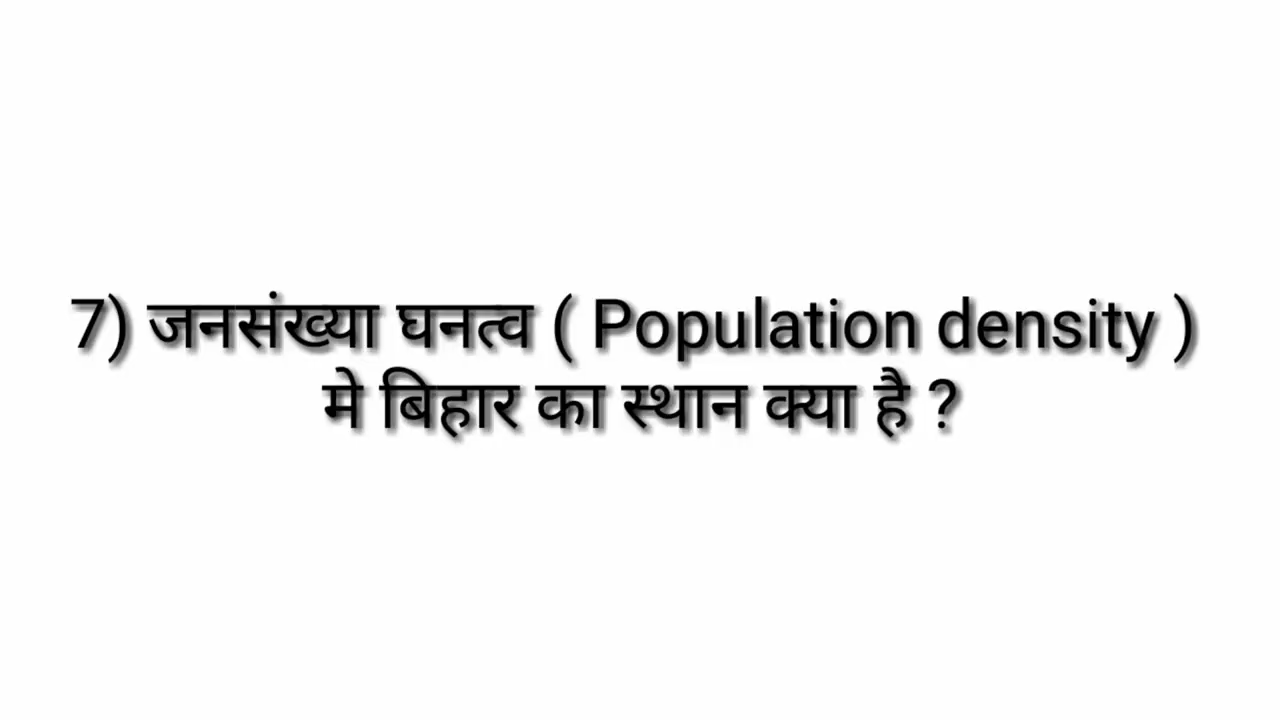 7) जनसंख्या घनत्व ( Population density )
मे बिहार का स्थान क्या है ?